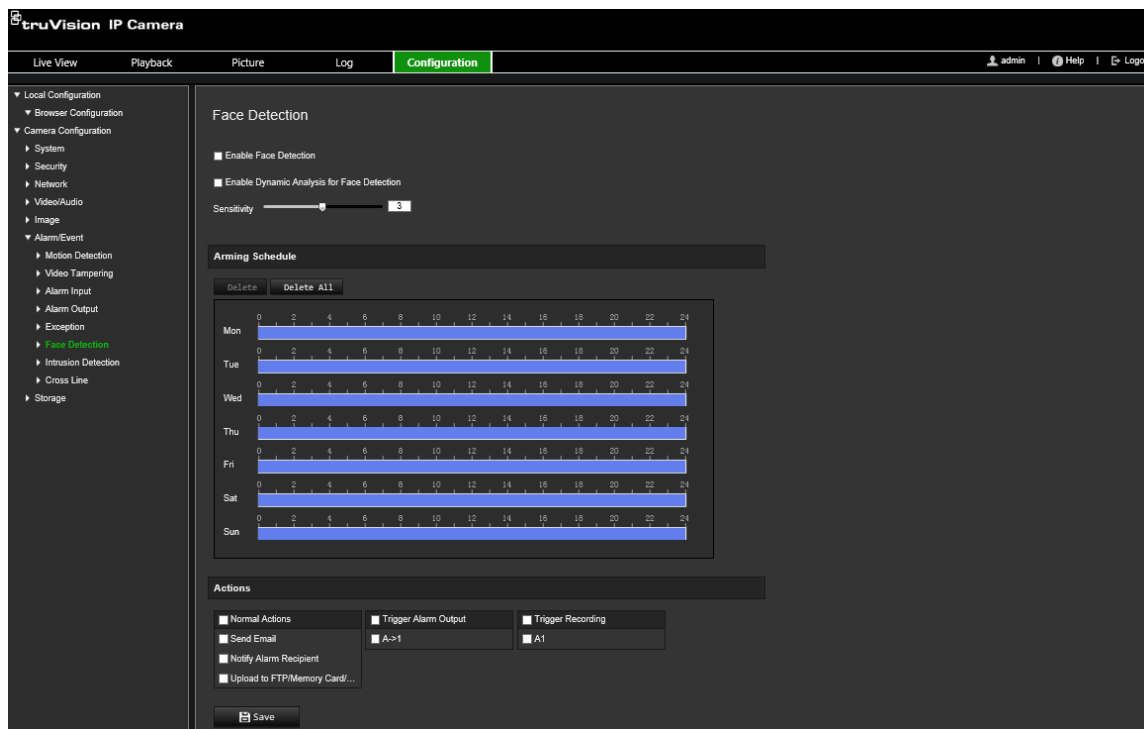 truVision IP Camera
Live View Playback Picture Log Configuration admin | Help | Logo
Local Configuration
Browser Configuration
Camera Configuration
System
Security
Network
Video/Audio
Image
Alarm/Event
Motion Detection
Video Tampering
Alarm Input
Alarm Output
Exception
Face Detection
Intrusion Detection
Cross Line
Storage
Face Detection
Enable Face Detection
Enable Dynamic Analysis for Face Detection
Sensitivity 3
Arming Schedule
Delete Delete All
0 2 4 6 8 10 12 14 16 18 20 22 24
Mon
0 2 4 6 8 10 12 14 16 18 20 22 24
Tue
0 2 4 6 8 10 12 14 16 18 20 22 24
Wed
0 2 4 6 8 10 12 14 16 18 20 22 24
Thu
0 2 4 6 8 10 12 14 16 18 20 22 24
Fri
0 2 4 6 8 10 12 14 16 18 20 22 24
Sat
0 2 4 6 8 10 12 14 16 18 20 22 24
Sun
Actions
Normal Actions Trigger Alarm Output Trigger Recording
Send Email A->1 A1
Notify Alarm Recipient
Upload to FTP/Memory Card/...
Save